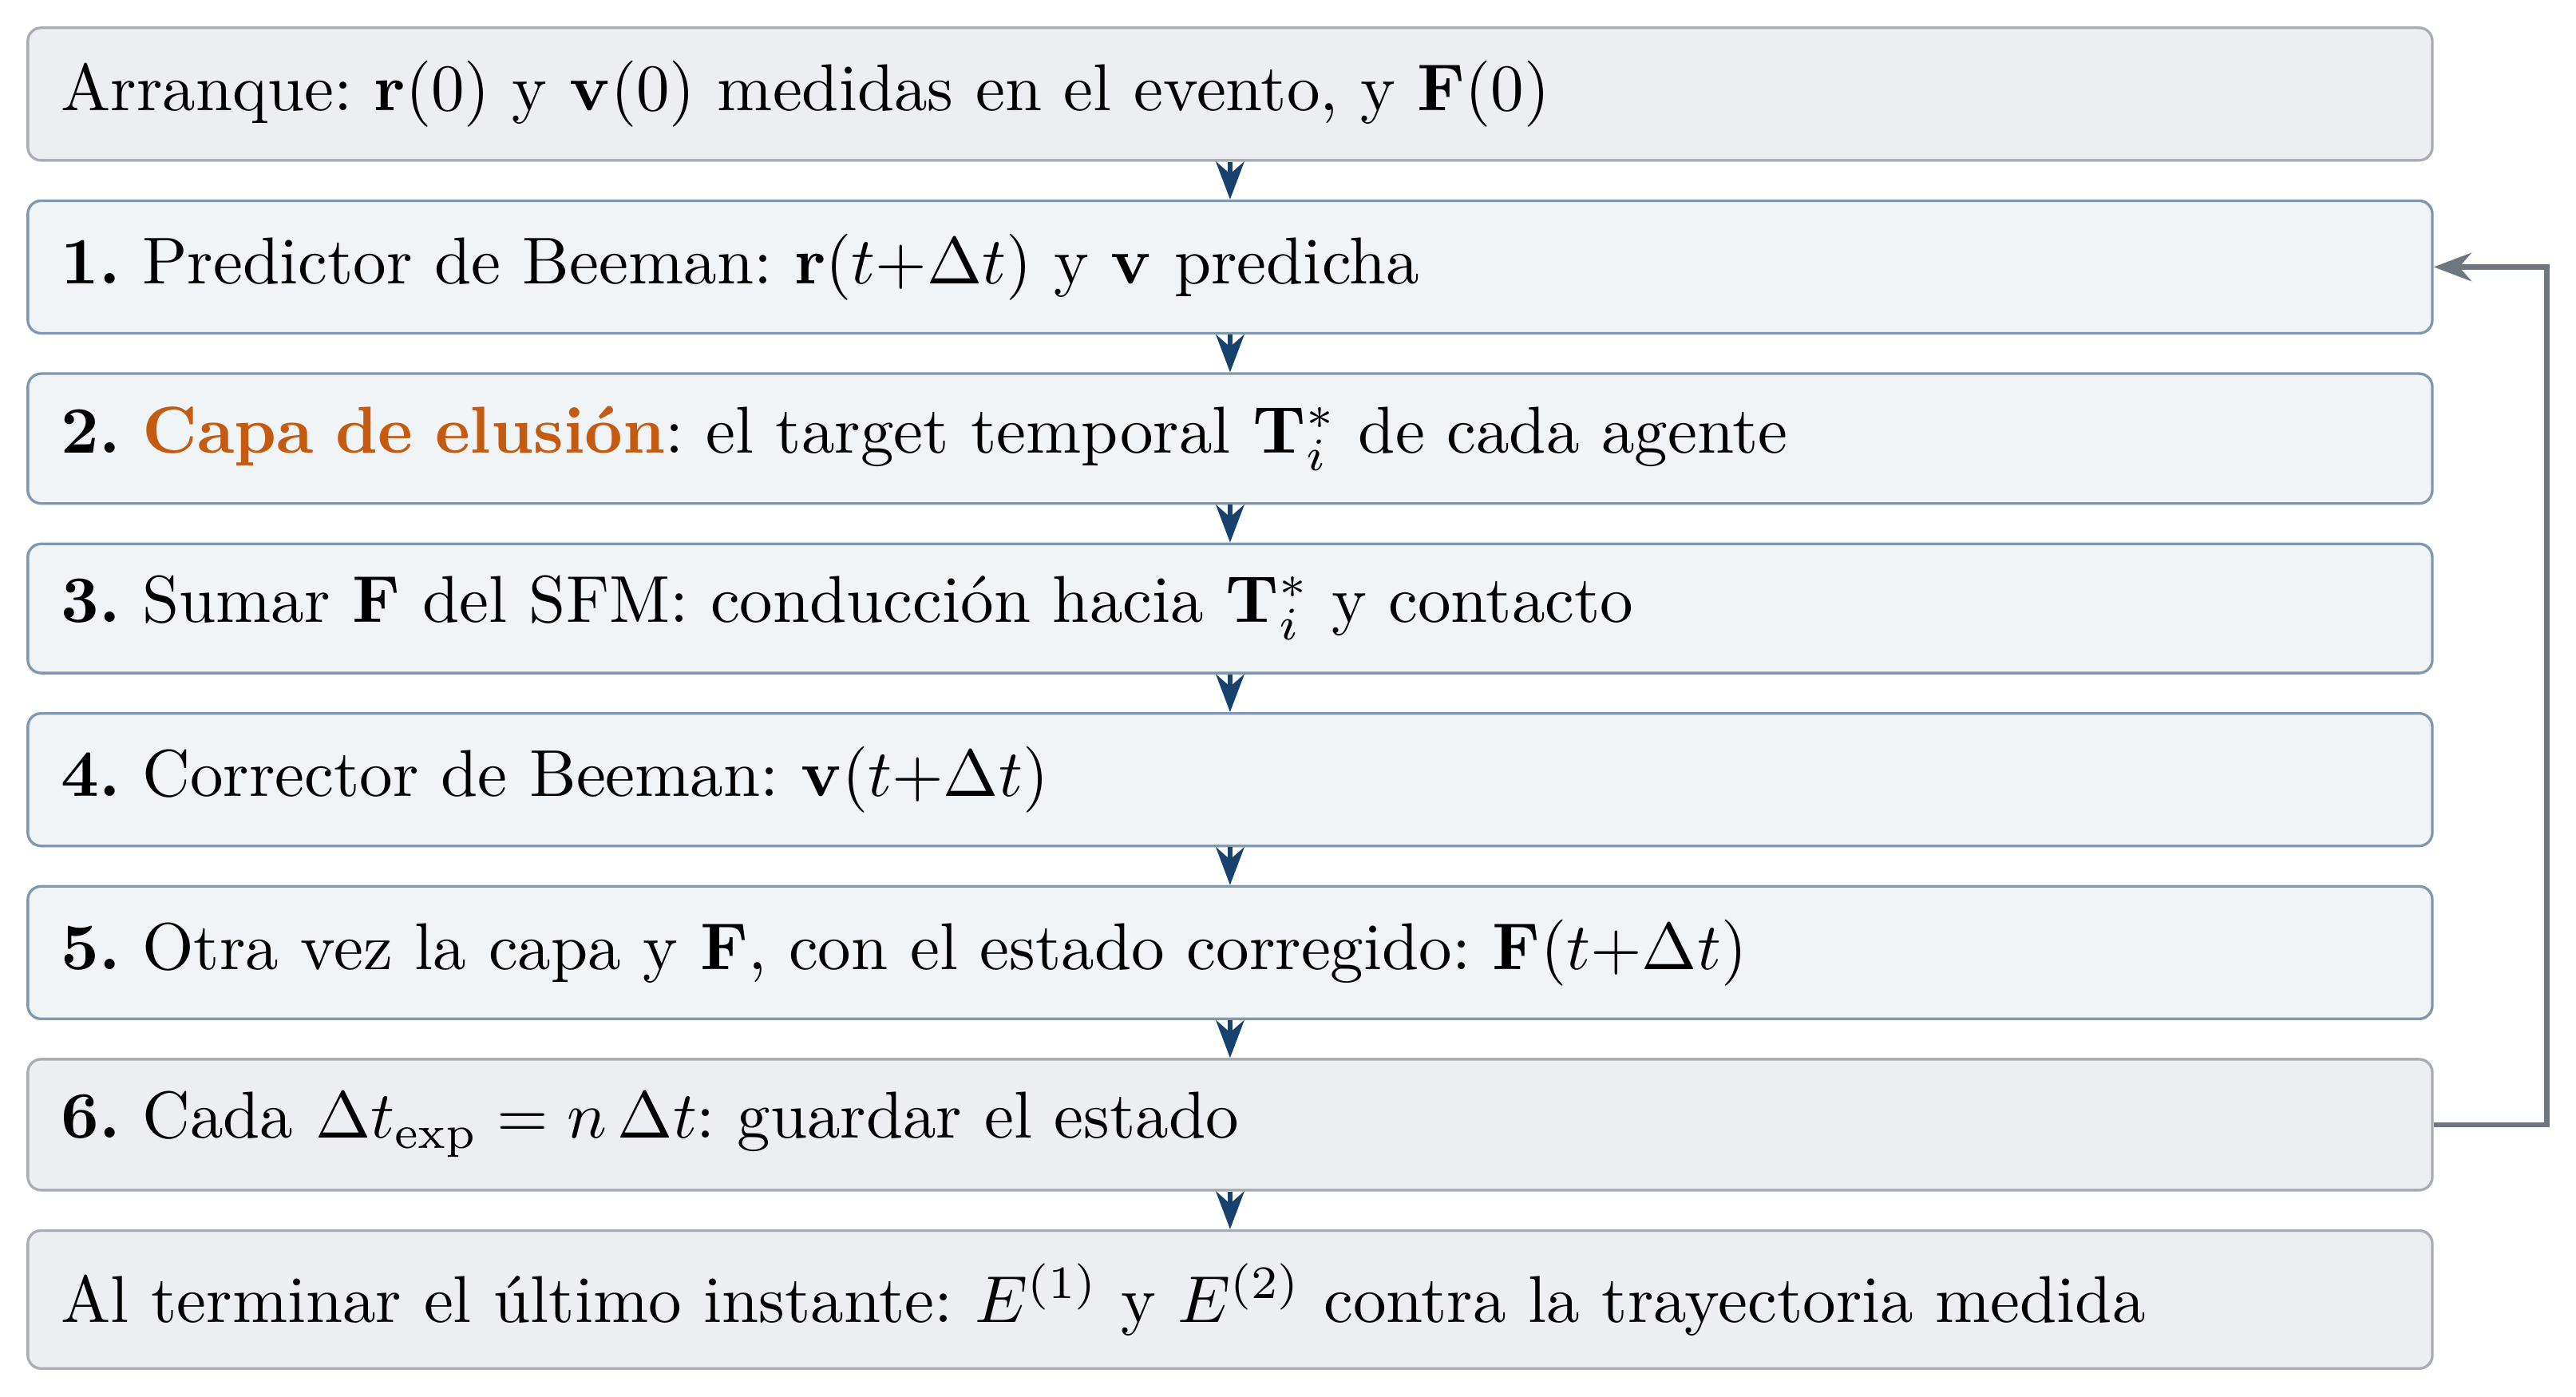 Arranque: r(0) y v(0) medidas en el evento, y F(0)
1. Predictor de Beeman: r(t+Δt) y v predicha
2. Capa de elusión: el target temporal T*_i de cada agente
3. Sumar F del SFM: conducción hacia T*_i y contacto
4. Corrector de Beeman: v(t+Δt)
5. Otra vez la capa y F, con el estado corregido: F(t+Δt)
6. Cada Δt_exp = n Δt: guardar el estado
Al terminar el último instante: E^(1) y E^(2) contra la trayectoria medida